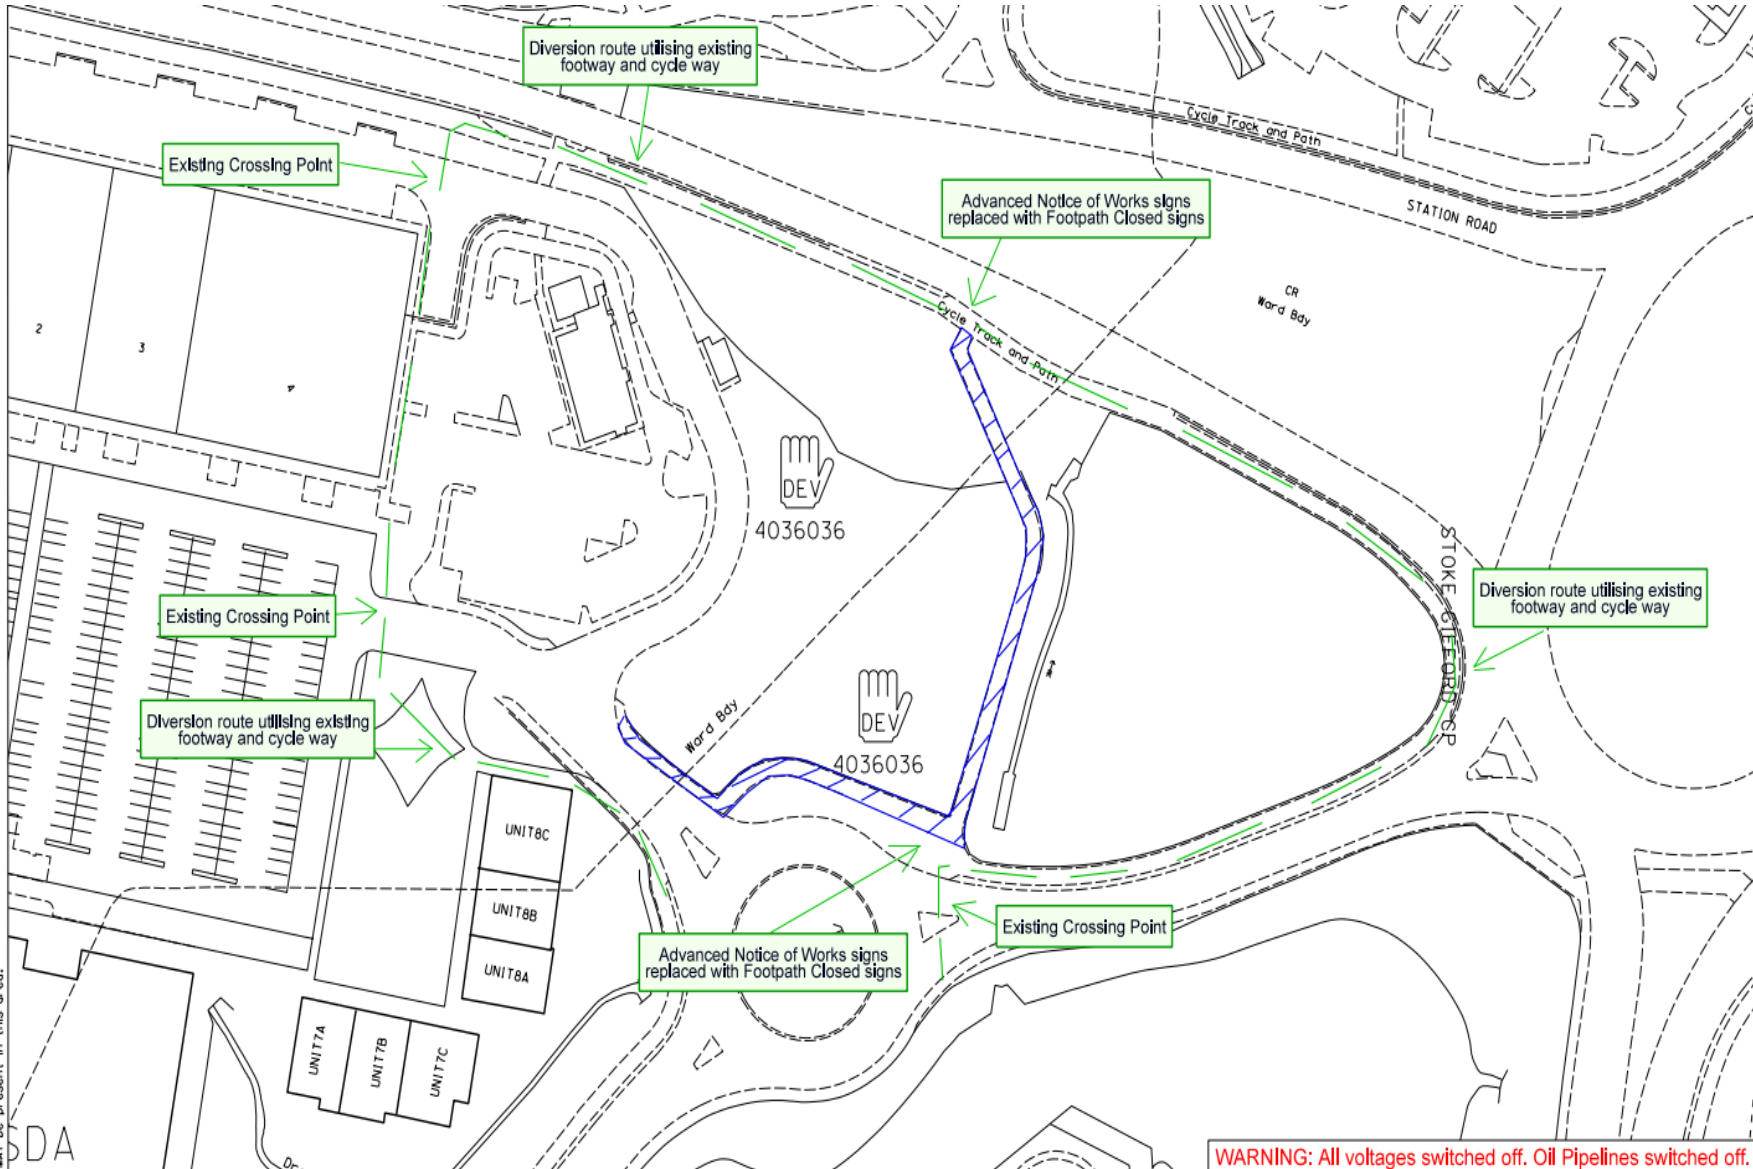 Diversion route utilising existing
footway and cycle way
Cycle Track and Path
Existing Crossing Point
Advanced Notice of Works signs
replaced with Footpath Closed signs
STATION ROAD
CR
Ward Bdy
Cycle Track and Path
2
3
4
DEV
4036036
STOKE GIFFORD CP
Diversion route utilising existing
footway and cycle way
Existing Crossing Point
Diversion route utilising existing
footway and cycle way
Ward Bdy
DEV
4036036
UNIT8C
UNIT8B
UNIT8A
Existing Crossing Point
Advanced Notice of Works signs
replaced with Footpath Closed signs
UNIT7A
UNIT7B
UNIT7C
present in this area.
SDA
WARNING: All voltages switched off. Oil Pipelines switched off.